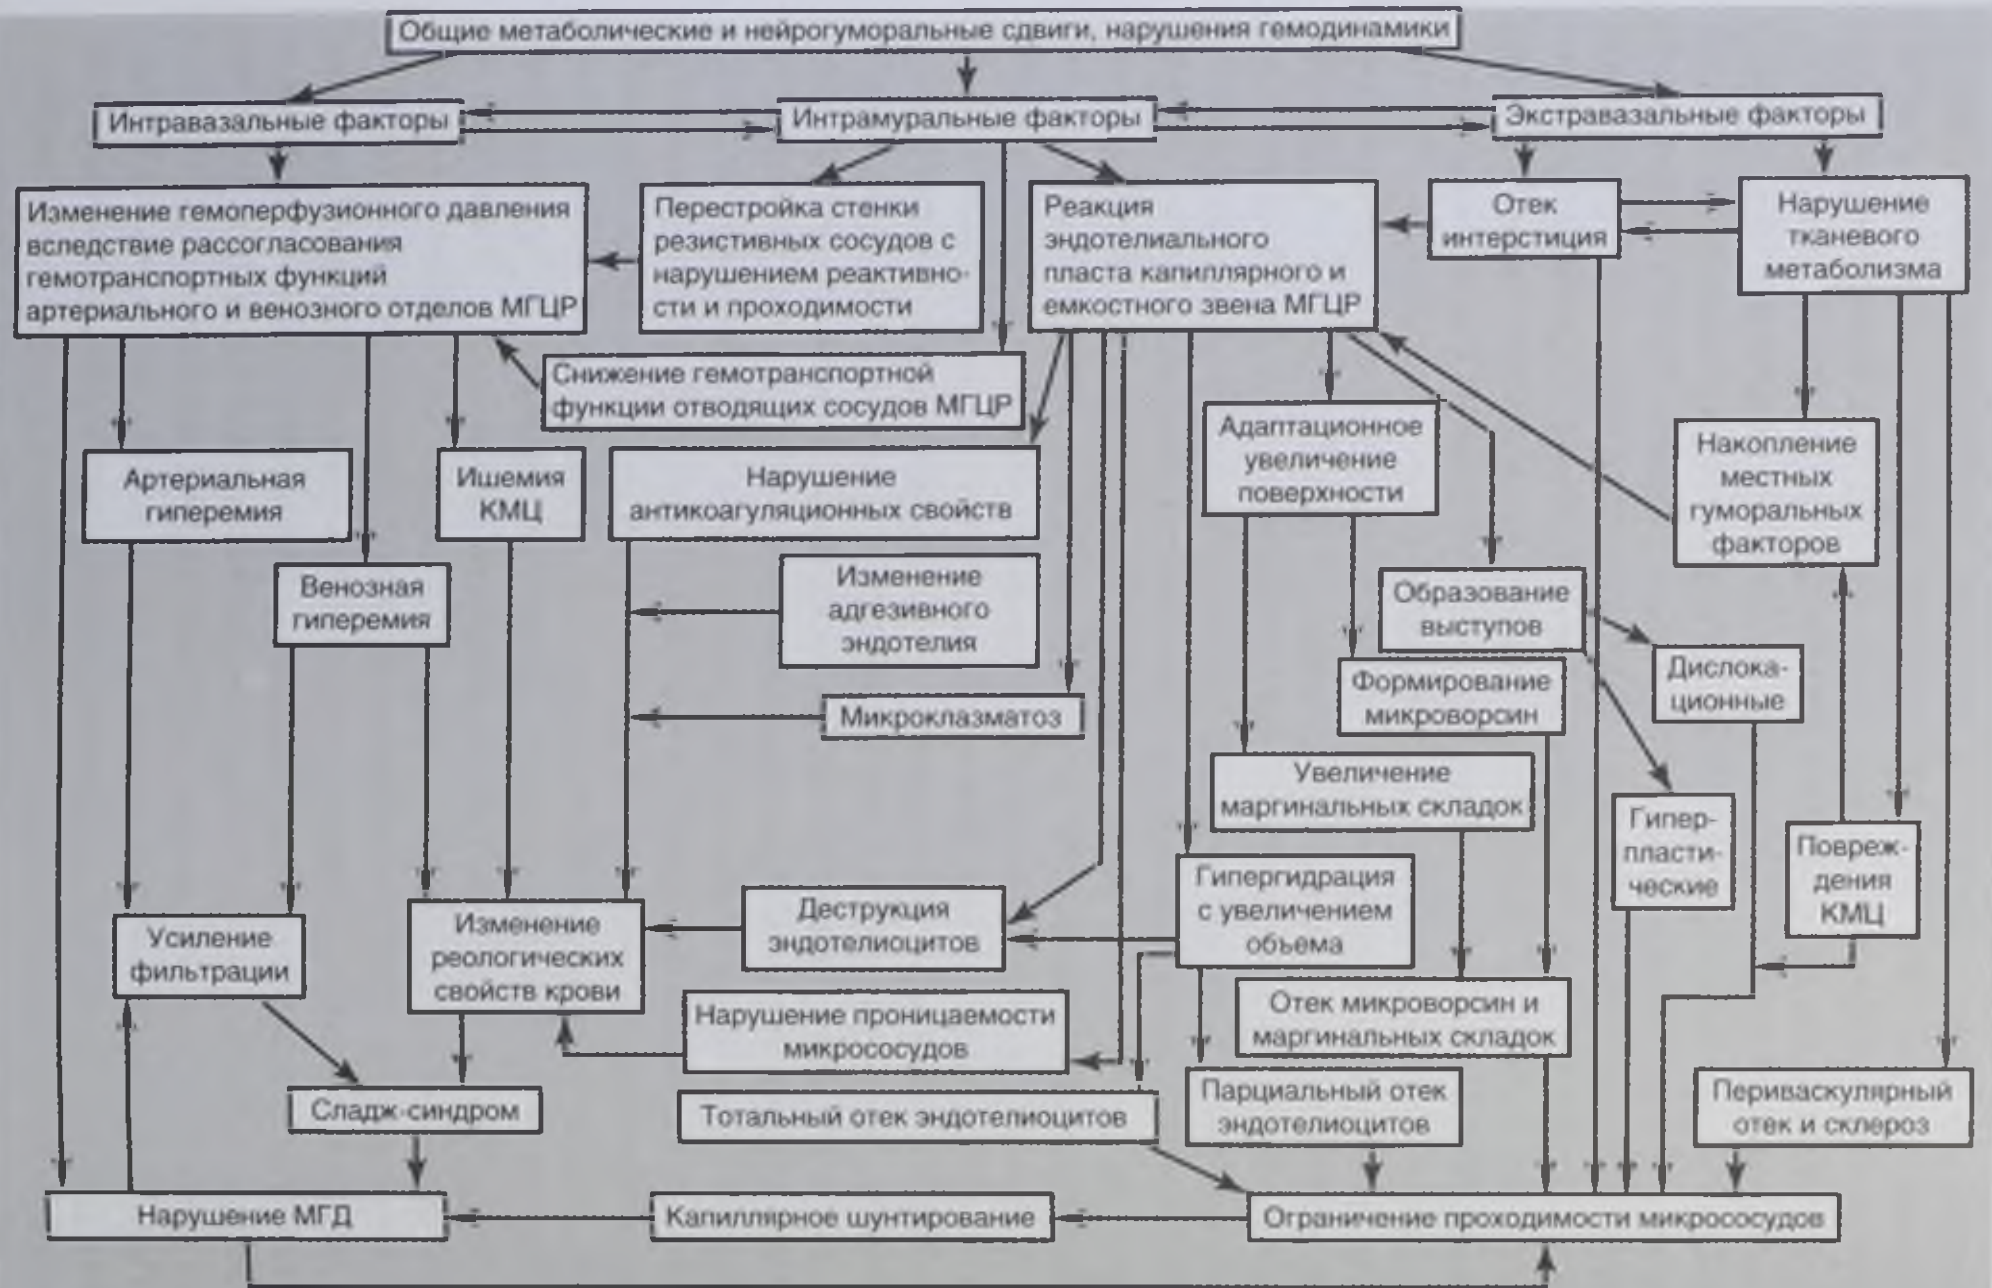 Общие метаболические и нейрогуморальные сдвиги, нарушения гемодинамики
Интравазальные факторы
Интрамуральные факторы
Экстравазальные факторы
Изменение гемоперфузионного давления
вследствие рассогласования
гемотранспортных функций
артериального и венозного отделов МГЦР
Перестройка стенки
резистивных сосудов с
нарушением реактивно-
сти и проходимости
Реакция
эндотелиального
пласта капиллярного и
емкостного звена МГЦР
Отек
интерстиция
Нарушение
тканевого
метаболизма
Снижение гемотранспортной
функции отводящих сосудов МГЦР
Артериальная
гиперемия
Ишемия
КМЦ
Нарушение
антикоагуляционных свойств
Адаптационное
увеличение
поверхности
Накопление
местных
гуморальных
факторов
Венозная
гиперемия
Изменение
адгезивного
эндотелия
Образование
выступов
Микроклазматоз
Формирование
микроворсин
Дислока-
ционные
Увеличение
маргинальных складок
Гипер-
пласти-
ческие
Повреж-
дения
КМЦ
Усиление
фильтрации
Изменение
реологических
свойств крови
Деструкция
эндотелиоцитов
Гипергидрация
с увеличением
объема
Нарушение проницаемости
микрососудов
Отек микроворсин и
маргинальных складок
Сладж-синдром
Тотальный отек эндотелиоцитов
Парциальный отек
эндотелиоцитов
Периваскулярный
отек и склероз
Нарушение МГД
Капиллярное шунтирование
Ограничение проходимости микрососудов